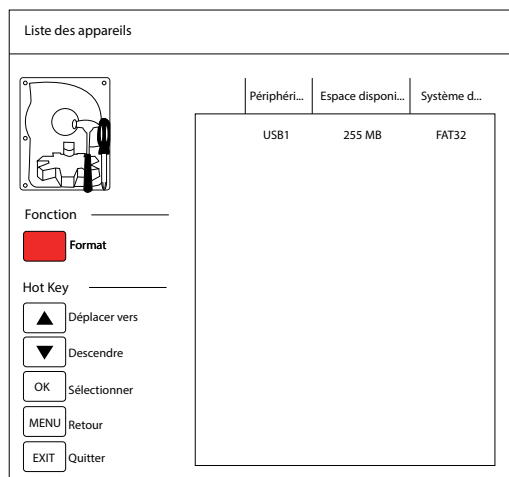 Liste des appareils
Périphéri... Espace disponi... Système d...
USB1 255 MB FAT32
Fonction
Format
Hot Key
Déplacer vers
Descendre
OK Sélectionner
MENU Retour
EXIT Quitter